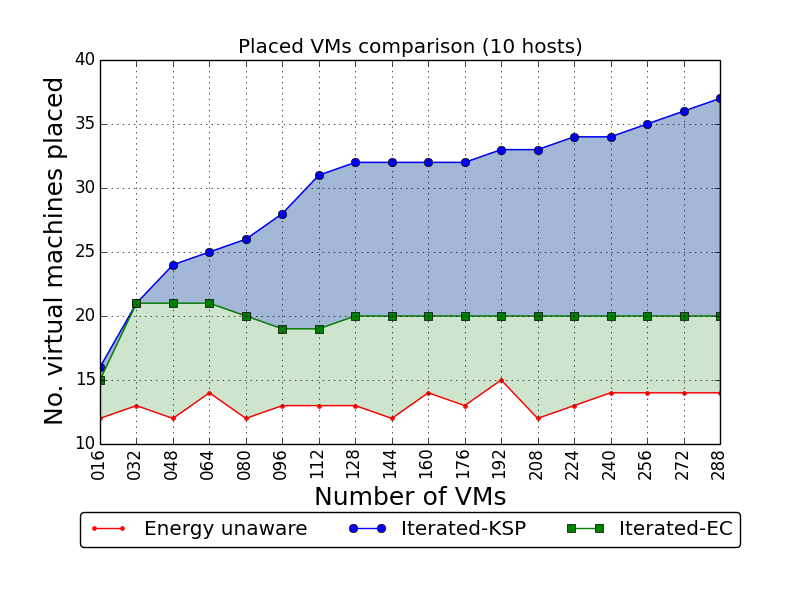 Placed VMs comparison (10 hosts)
No. virtual machines placed
40
35
30
25
20
15
10
016 032 048 064 080 096 112 128 144 160 176 192 208 224 240 256 272 288
Number of VMs
Energy unaware Iterated-KSP Iterated-EC